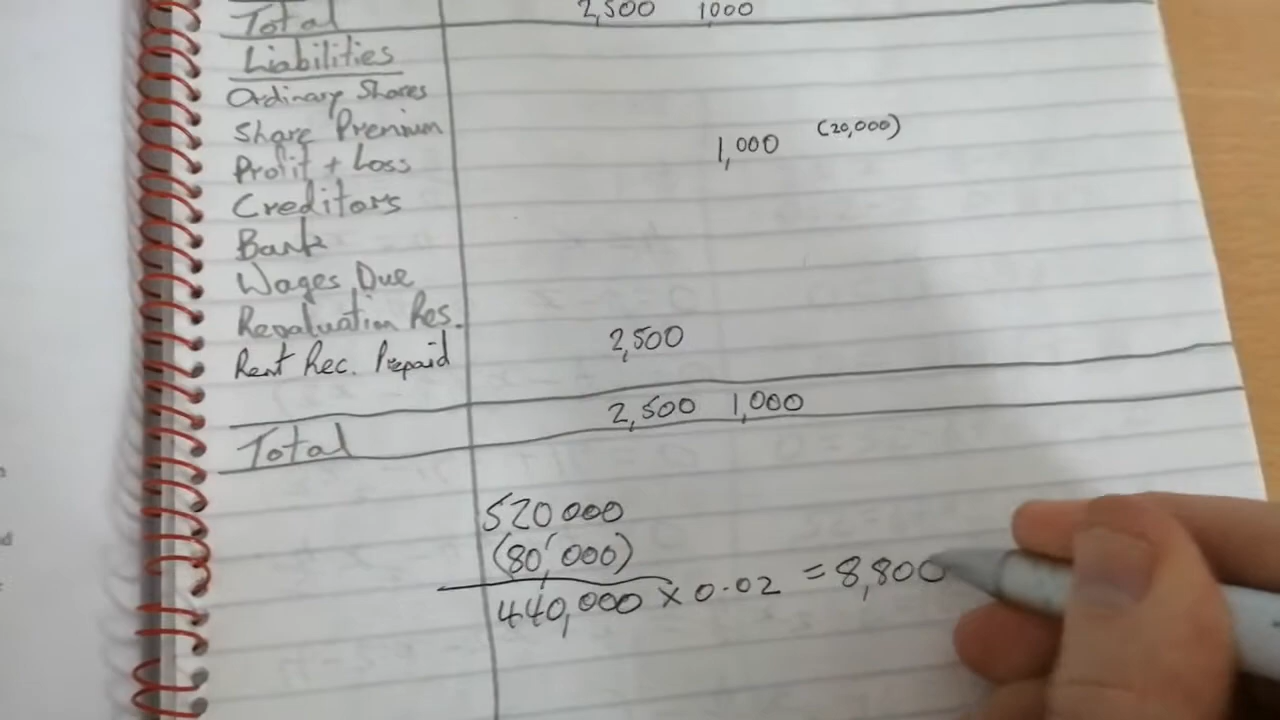 Total 2,500 1000
Liabilities
Ordinary Shares
Share Premium (20,000)
Profit + Loss 1,000
Creditors
Bank
Wages Due
Revaluation Res.
Rent Rec. Prepaid 2,500
Total 2,500 1,000
520000
(80,000)
440,000 x 0.02 = 8,800